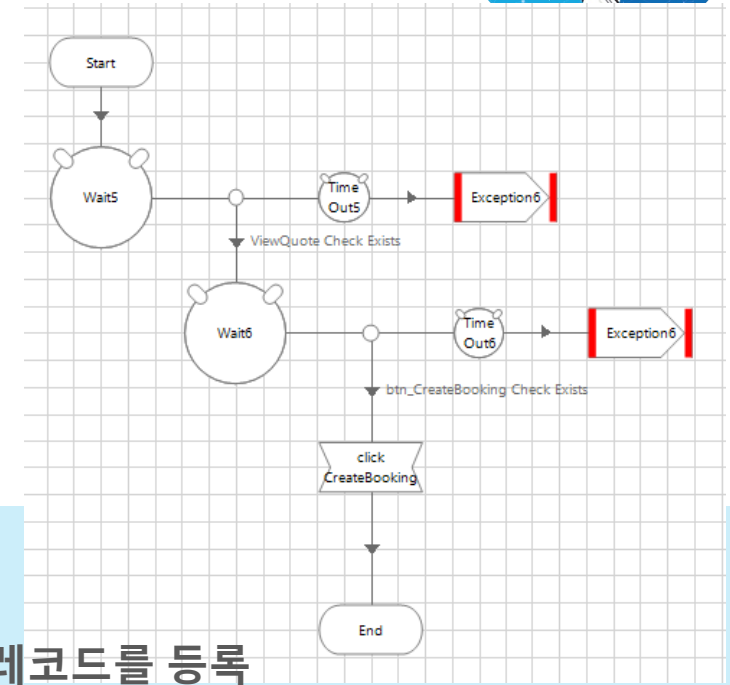 Start
Wait5
Time
Out5
Exception6
ViewQuote Check Exists
Wait6
Time
Out6
Exception6
btn_CreateBooking Check Exists
click
CreateBooking
End
레코드를 등록